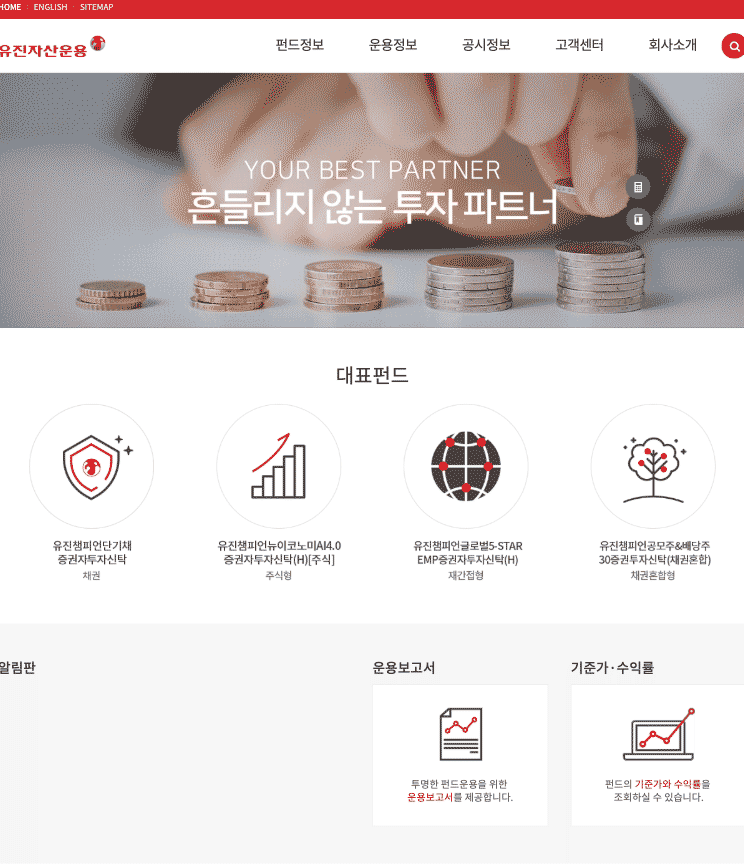 HOME
ENGLISH
SITEMAP
유진자산운용
펀드정보
운용정보
공시정보
고객센터
회사소개
YOUR BEST PARTNER
흔들리지 않는 투자 파트너
대표펀드
유진챔피언단기채
증권자투자신탁
채권
유진챔피언뉴이코노미AI4.0
증권자투자신탁(H)[주식]
주식형
유진챔피언글로벌5-STAR
EMP증권자투자신탁(H)
재간접형
유진챔피언공모주&배당주
30증권투자신탁(채권혼합)
채권혼합형
알림판
운용보고서
투명한 펀드운용을 위한
운용보고서를 제공합니다.
기준가·수익률
펀드의 기준가와 수익률을
조회하실 수 있습니다.